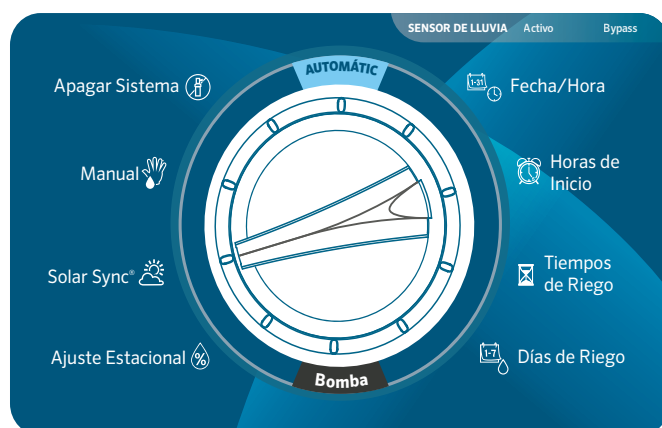 SENSOR DE LLUVIA Activo Bypass
AUTOMÁTIC
Apagar Sistema
Manual
Solar Sync®
Ajuste Estacional
%
1-31
Fecha/Hora
Horas de
Inicio
Tiempos
de Riego
1-7
Días de Riego
Bomba